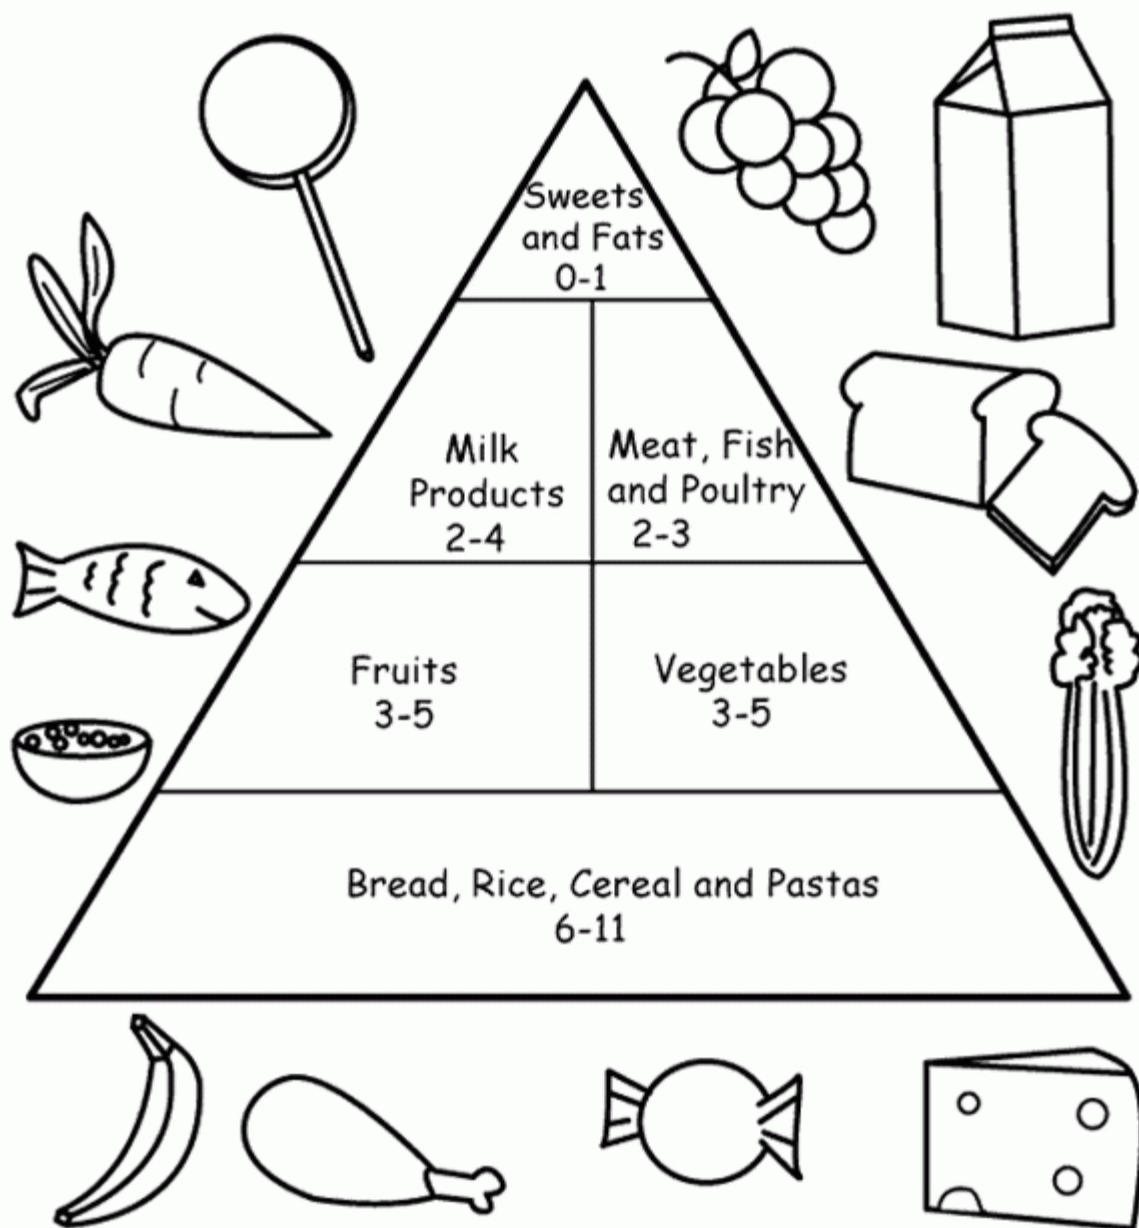 Sweets
and Fats
0-1
Milk
Products
2-4
Meat, Fish
and Poultry
2-3
Fruits
3-5
Vegetables
3-5
Bread, Rice, Cereal and Pastas
6-11